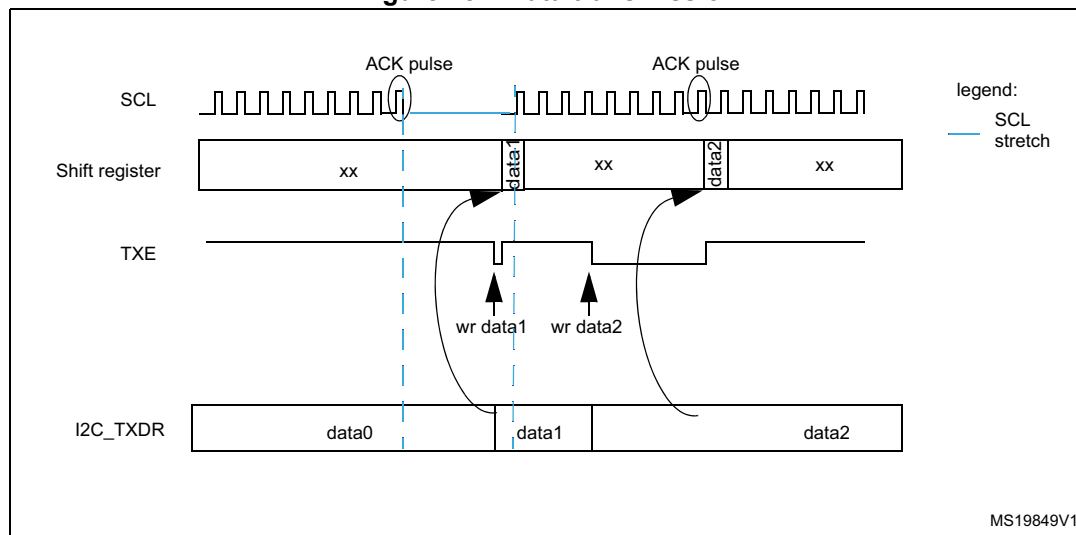 ACK pulse ACK pulse
SCL
legend:
SCL
stretch
Shift register
xx
data1
xx
data2
xx
TXE
wr data1 wr data2
I2C_TXDR
data0
data1
data2
MS19849V1